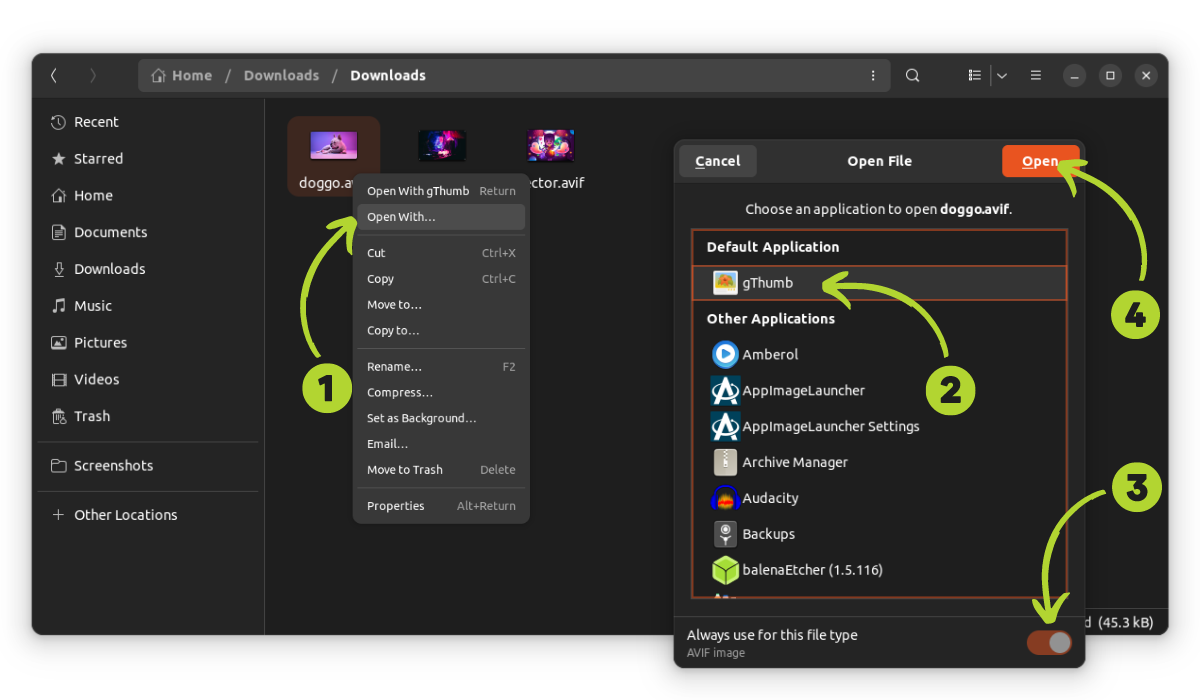 Home / Downloads / Downloads
Recent
Starred
Home
Documents
Downloads
Music
Pictures
Videos
Trash
Screenshots
Other Locations
doggo.av
ector.avif
Open With gThumb Return
Open With...
Cut Ctrl+X
Copy Ctrl+C
Move to...
Copy to...
Rename... F2
Compress...
Set as Background...
Email...
Move to Trash Delete
Properties Alt+Return
1
Cancel Open File Open
Choose an application to open doggo.avif.
Default Application
gThumb
Other Applications
Amberol
AppImageLauncher
AppImageLauncher Settings
Archive Manager
Audacity
Backups
balenaEtcher (1.5.116)
Always use for this file type
AVIF image
2
4
3
d (45.3 kB)